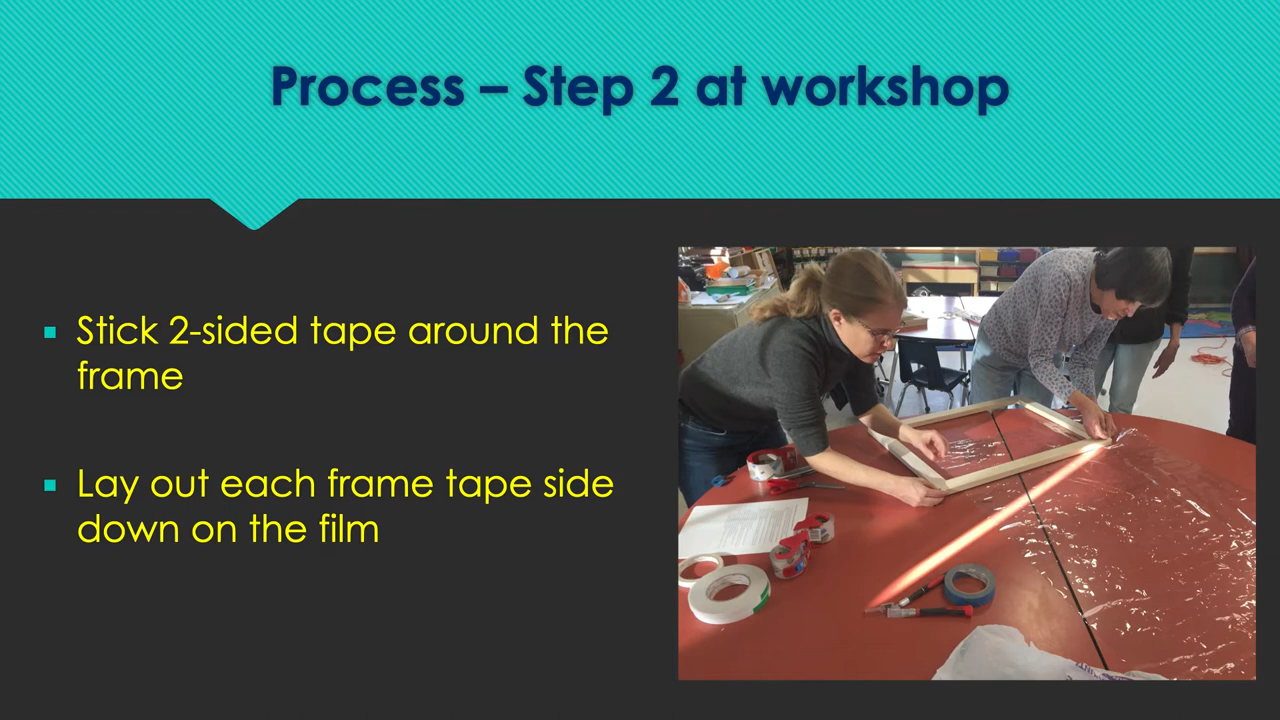 Process – Step 2 at workshop
Stick 2-sided tape around the
frame
Lay out each frame tape side
down on the film